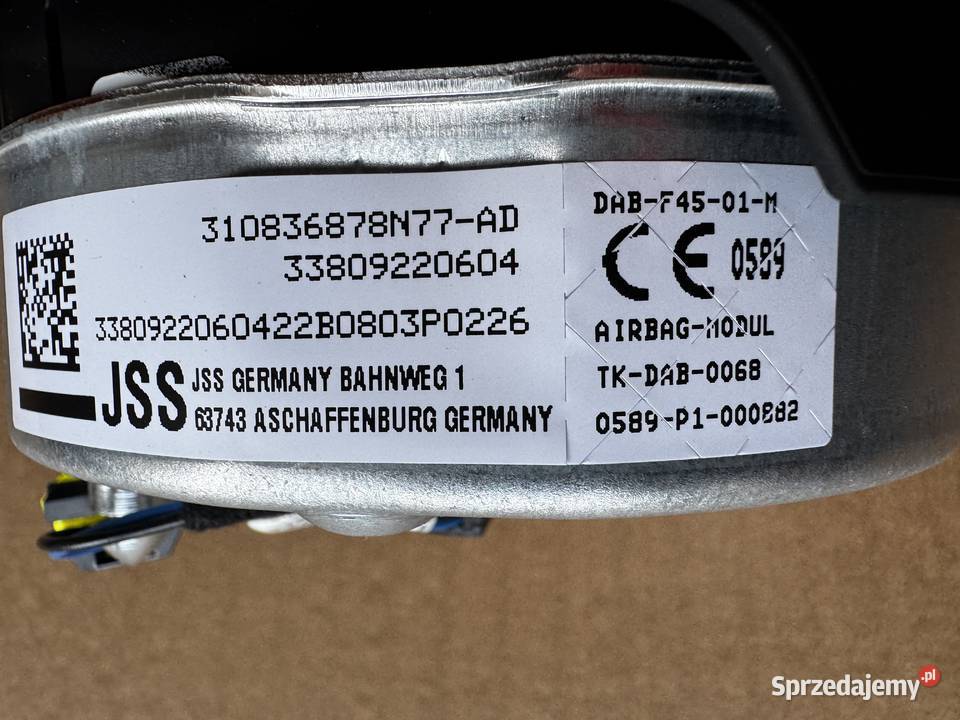 310836878N77-AD
33809220604
3380922060422B0803P0226
JSS
JSS GERMANY BAHNWEG 1
63743 ASCHAFFENBURG GERMANY
DAB-F45-01-M
CE 0589
AIRBAG-MODUL
TK-DAB-0068
0589-P1-000882
Sprzedajemy.pl